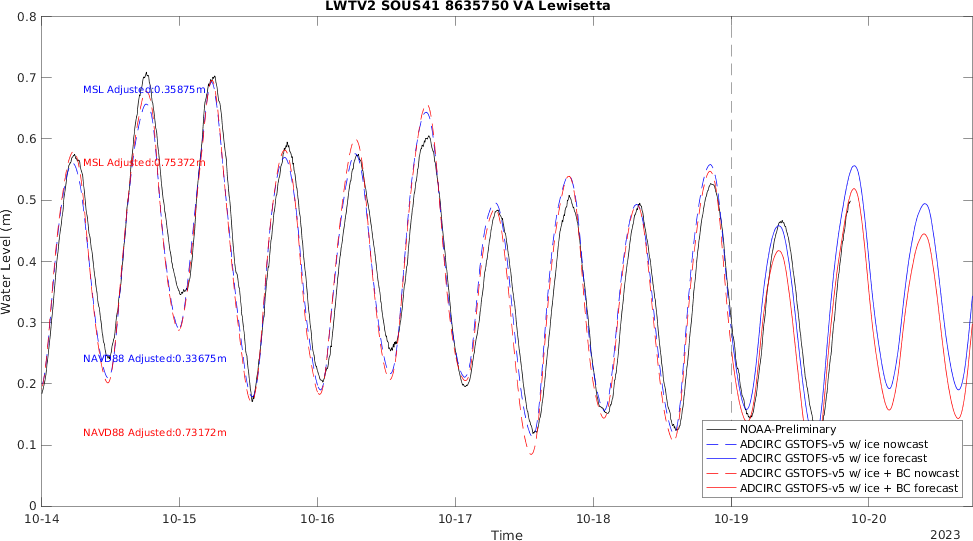 LWTV2 SOUS41 8635750 VA Lewisetta
0.8
0.7
0.6
0.5
0.4
0.3
0.2
0.1
0
Water Level (m)
MSL Adjusted:0.35875m
MSL Adjusted:0.75372m
NAVD88 Adjusted:0.33675m
NAVD88 Adjusted:0.73172m
NOAA-Preliminary
ADCIRC GSTOFS-v5 w/ ice nowcast
ADCIRC GSTOFS-v5 w/ ice forecast
ADCIRC GSTOFS-v5 w/ ice + BC nowcast
ADCIRC GSTOFS-v5 w/ ice + BC forecast
10-14 10-15 10-16 10-17 10-18 10-19 10-20
Time
2023